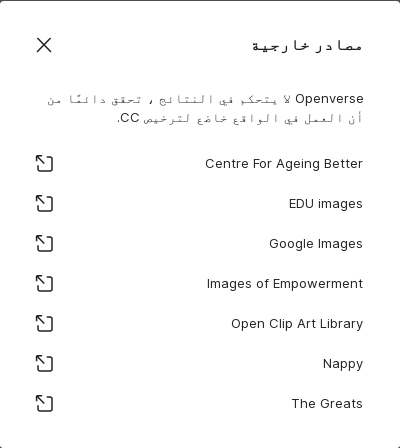 مصادر خارجية
Openverse لا يتحكم في النتائج ، تحقق دائمًا من
أن العمل في الواقع خاضع لترخيص CC.
Centre For Ageing Better
EDU images
Google Images
Images of Empowerment
Open Clip Art Library
Nappy
The Greats